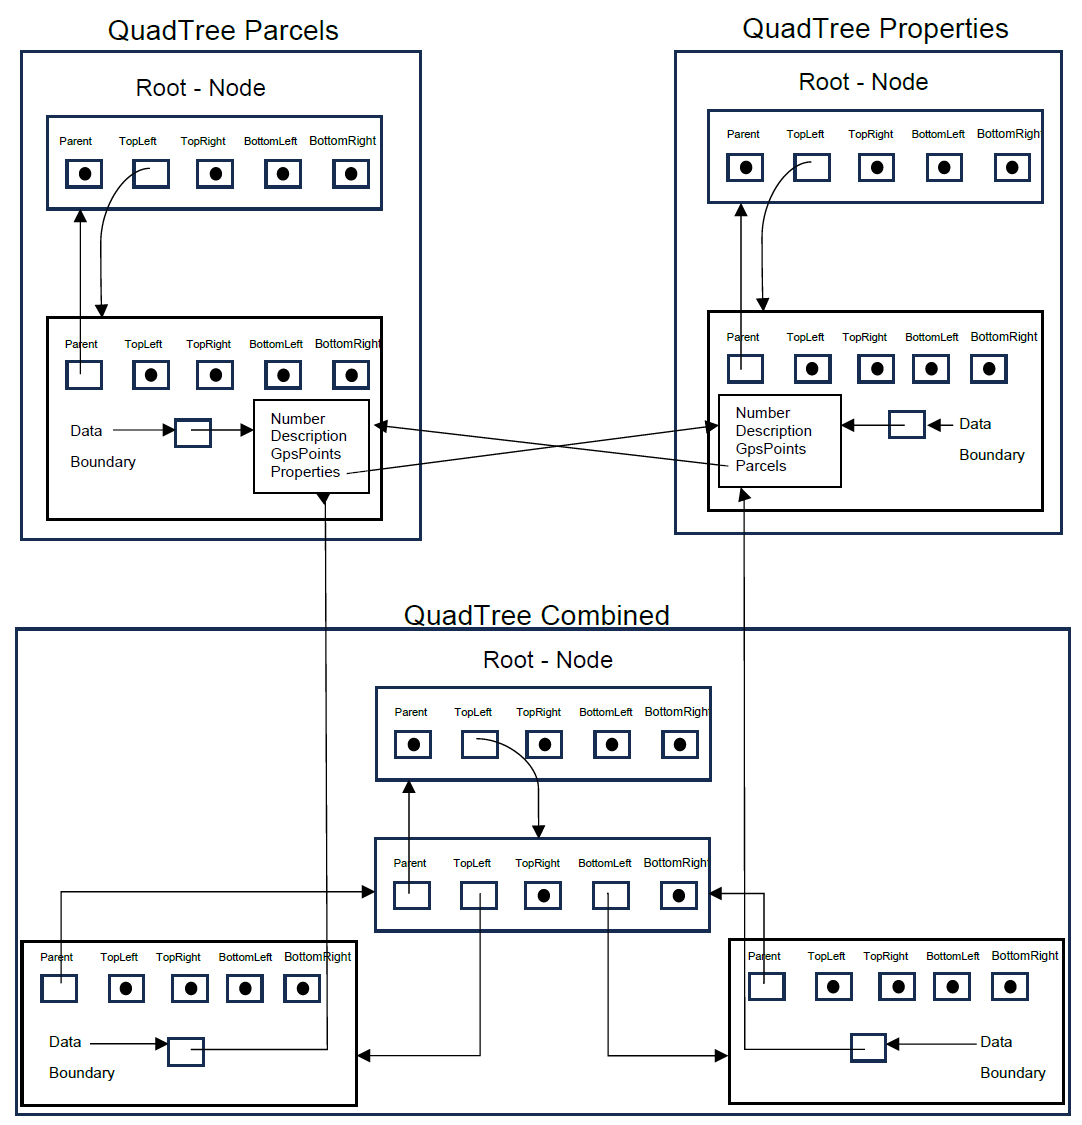 QuadTree Parcels
Root - Node
Parent TopLeft TopRight BottomLeft BottomRight
Parent TopLeft TopRight BottomLeft BottomRight
Data
Boundary
Number
Description
GpsPoints
Properties
QuadTree Properties
Root - Node
Parent TopLeft TopRight BottomLeft BottomRight
Parent TopLeft TopRight BottomLeft BottomRight
Number
Description
GpsPoints
Parcels
Data
Boundary
QuadTree Combined
Root - Node
Parent TopLeft TopRight BottomLeft BottomRight
Parent TopLeft TopRight BottomLeft BottomRight
Parent TopLeft TopRight BottomLeft BottomRight
Data
Boundary
Parent TopLeft TopRight BottomLeft BottomRight
Data
Boundary